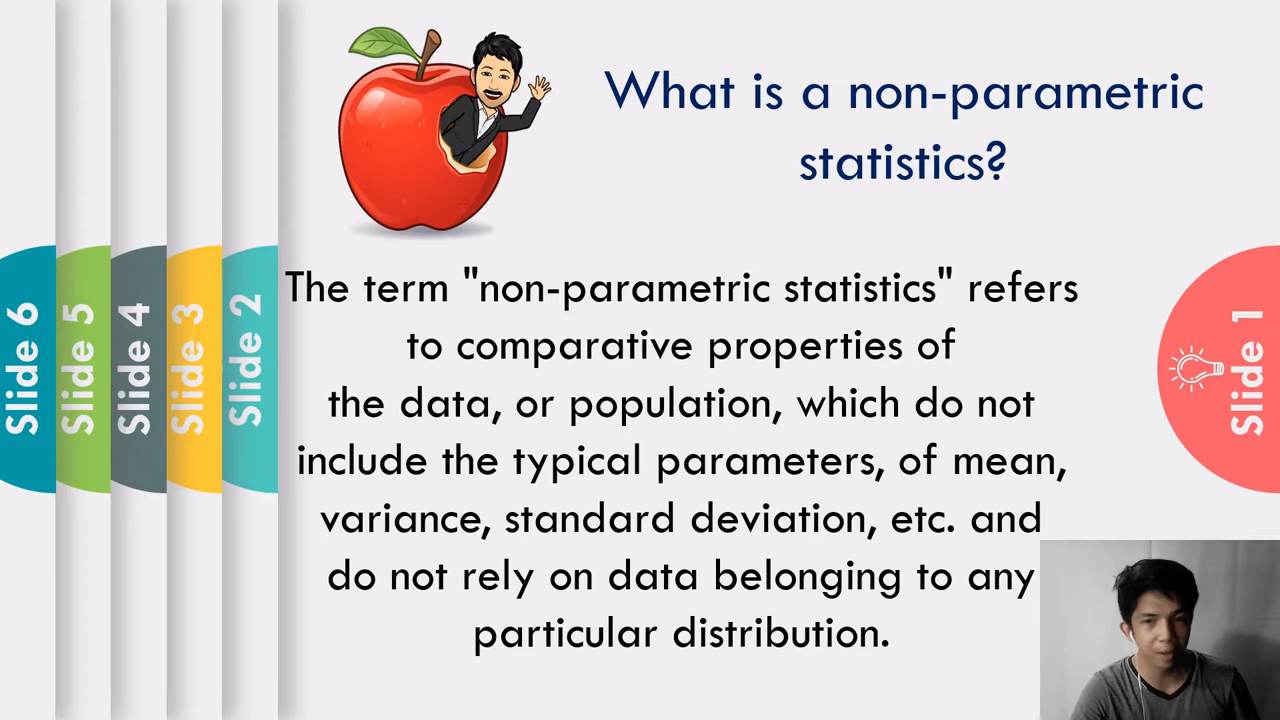 What is a non-parametric
statistics?
The term "non-parametric statistics" refers
to comparative properties of
the data, or population, which do not
include the typical parameters, of mean,
variance, standard deviation, etc. and
do not rely on data belonging to any
particular distribution.
Slide 6
Slide 5
Slide 4
Slide 3
Slide 2
Slide 1